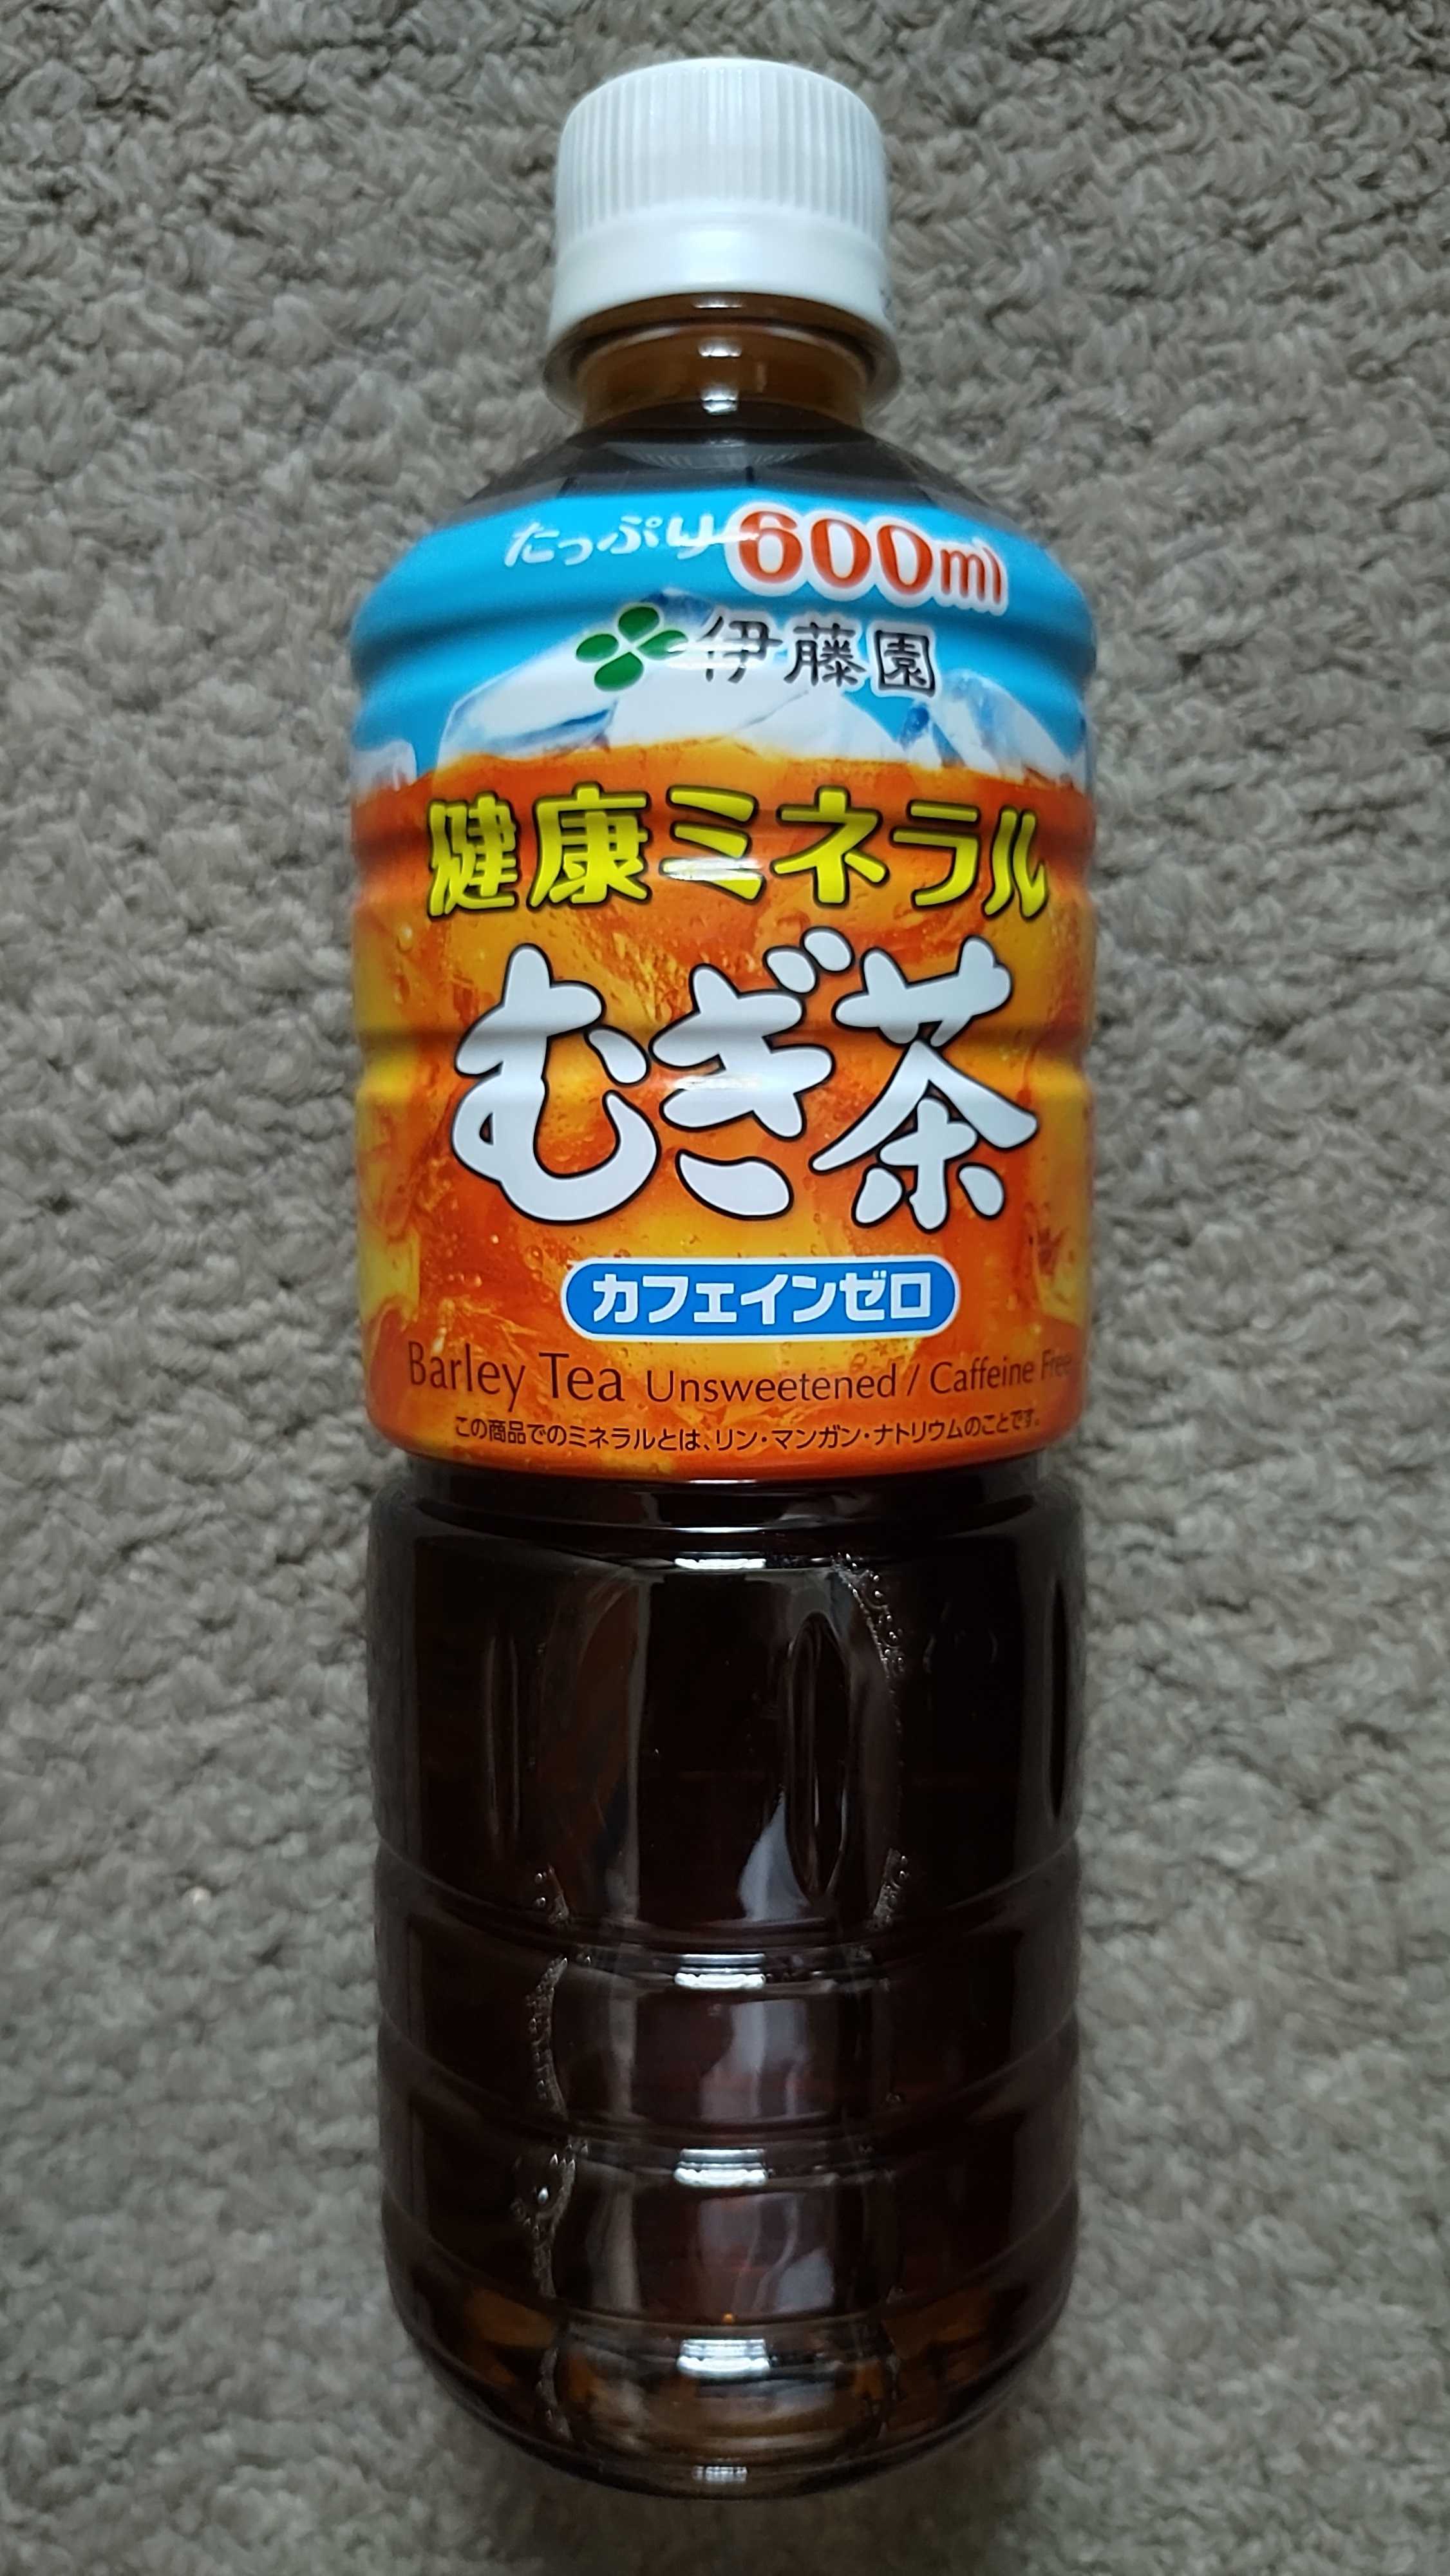 たっぷり600ml
伊藤園
健康ミネラル
むぎ茶
カフェインゼロ
Barley Tea Unsweetened / Caffeine Free
この商品でのミネラルとは、リン・マンガン・ナトリウムのことです。